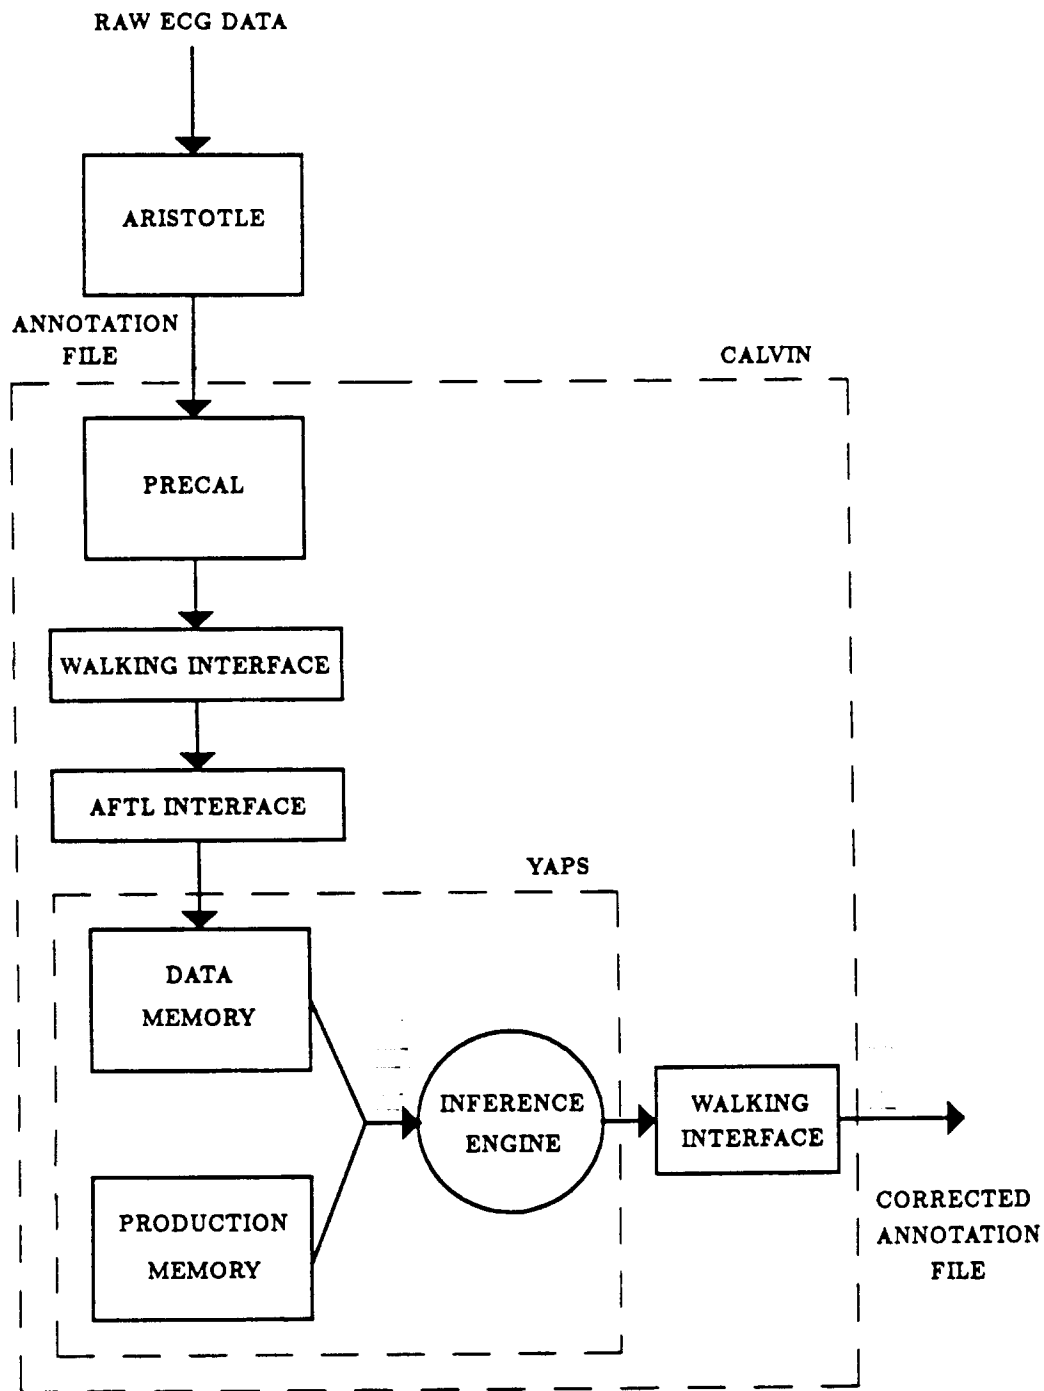 RAW ECG DATA
ARISTOTLE
ANNOTATION
FILE
CALVIN
PRECAL
WALKING INTERFACE
AFTL INTERFACE
YAPS
DATA
MEMORY
INFERENCE
ENGINE
WALKING
INTERFACE
PRODUCTION
MEMORY
CORRECTED
ANNOTATION
FILE